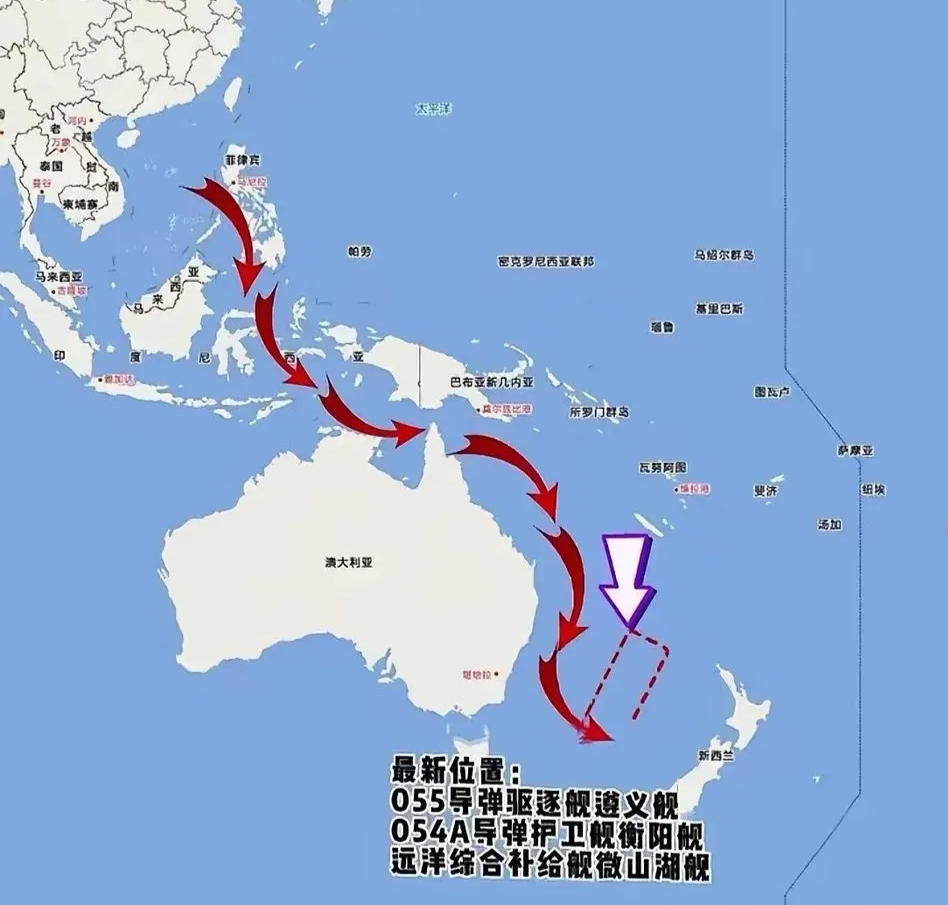 太平洋
河内
老
越
万象
泰国
贡
曼谷
南
柬埔寨
菲律宾
马尼拉
帕劳
密克罗尼西亚联邦
马绍尔群岛
马来西亚
吉隆坡
亚
西
来
马
基里巴斯
瑙鲁
印
度
尼
西
亚
雅加达
巴布亚新几内亚
莫尔兹比港
所罗门群岛
图瓦卢
萨摩亚
瓦努阿图
维拉港
斐济
纽埃
汤加
澳大利亚
堪培拉
新西兰
最新位置：
055导弹驱逐舰遵义舰
054A导弹护卫舰衡阳舰
远洋综合补给舰微山湖舰